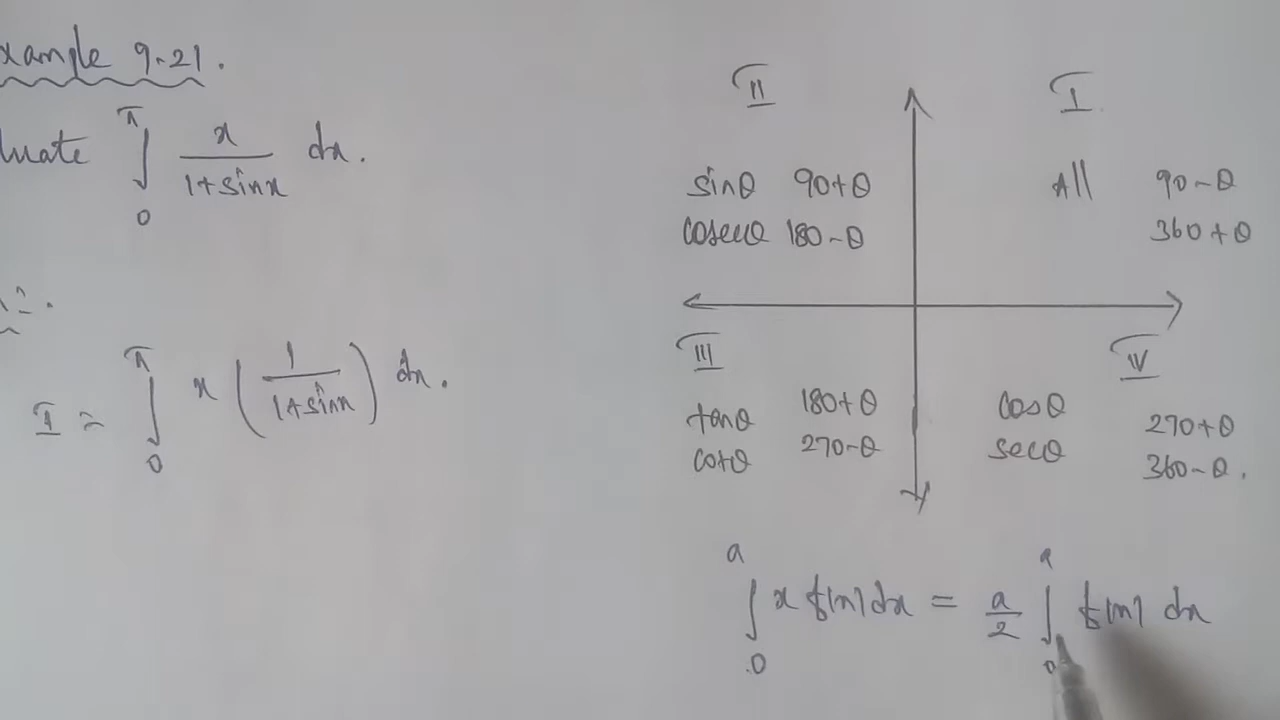 xample 9.21.
luate ∫₀^π x/(1+sinx) dx.
I = ∫₀^π x (1/(1+sinx)) dx.
II
sinθ 90+θ
cosecθ 180-θ
I
All 90-θ
360+θ
III
tanθ 180+θ
cotθ 270-θ
IV
cosθ 270+θ
secθ 360-θ.
∫₀^a x f(x) dx = a/2 ∫₀^a f(x) dx